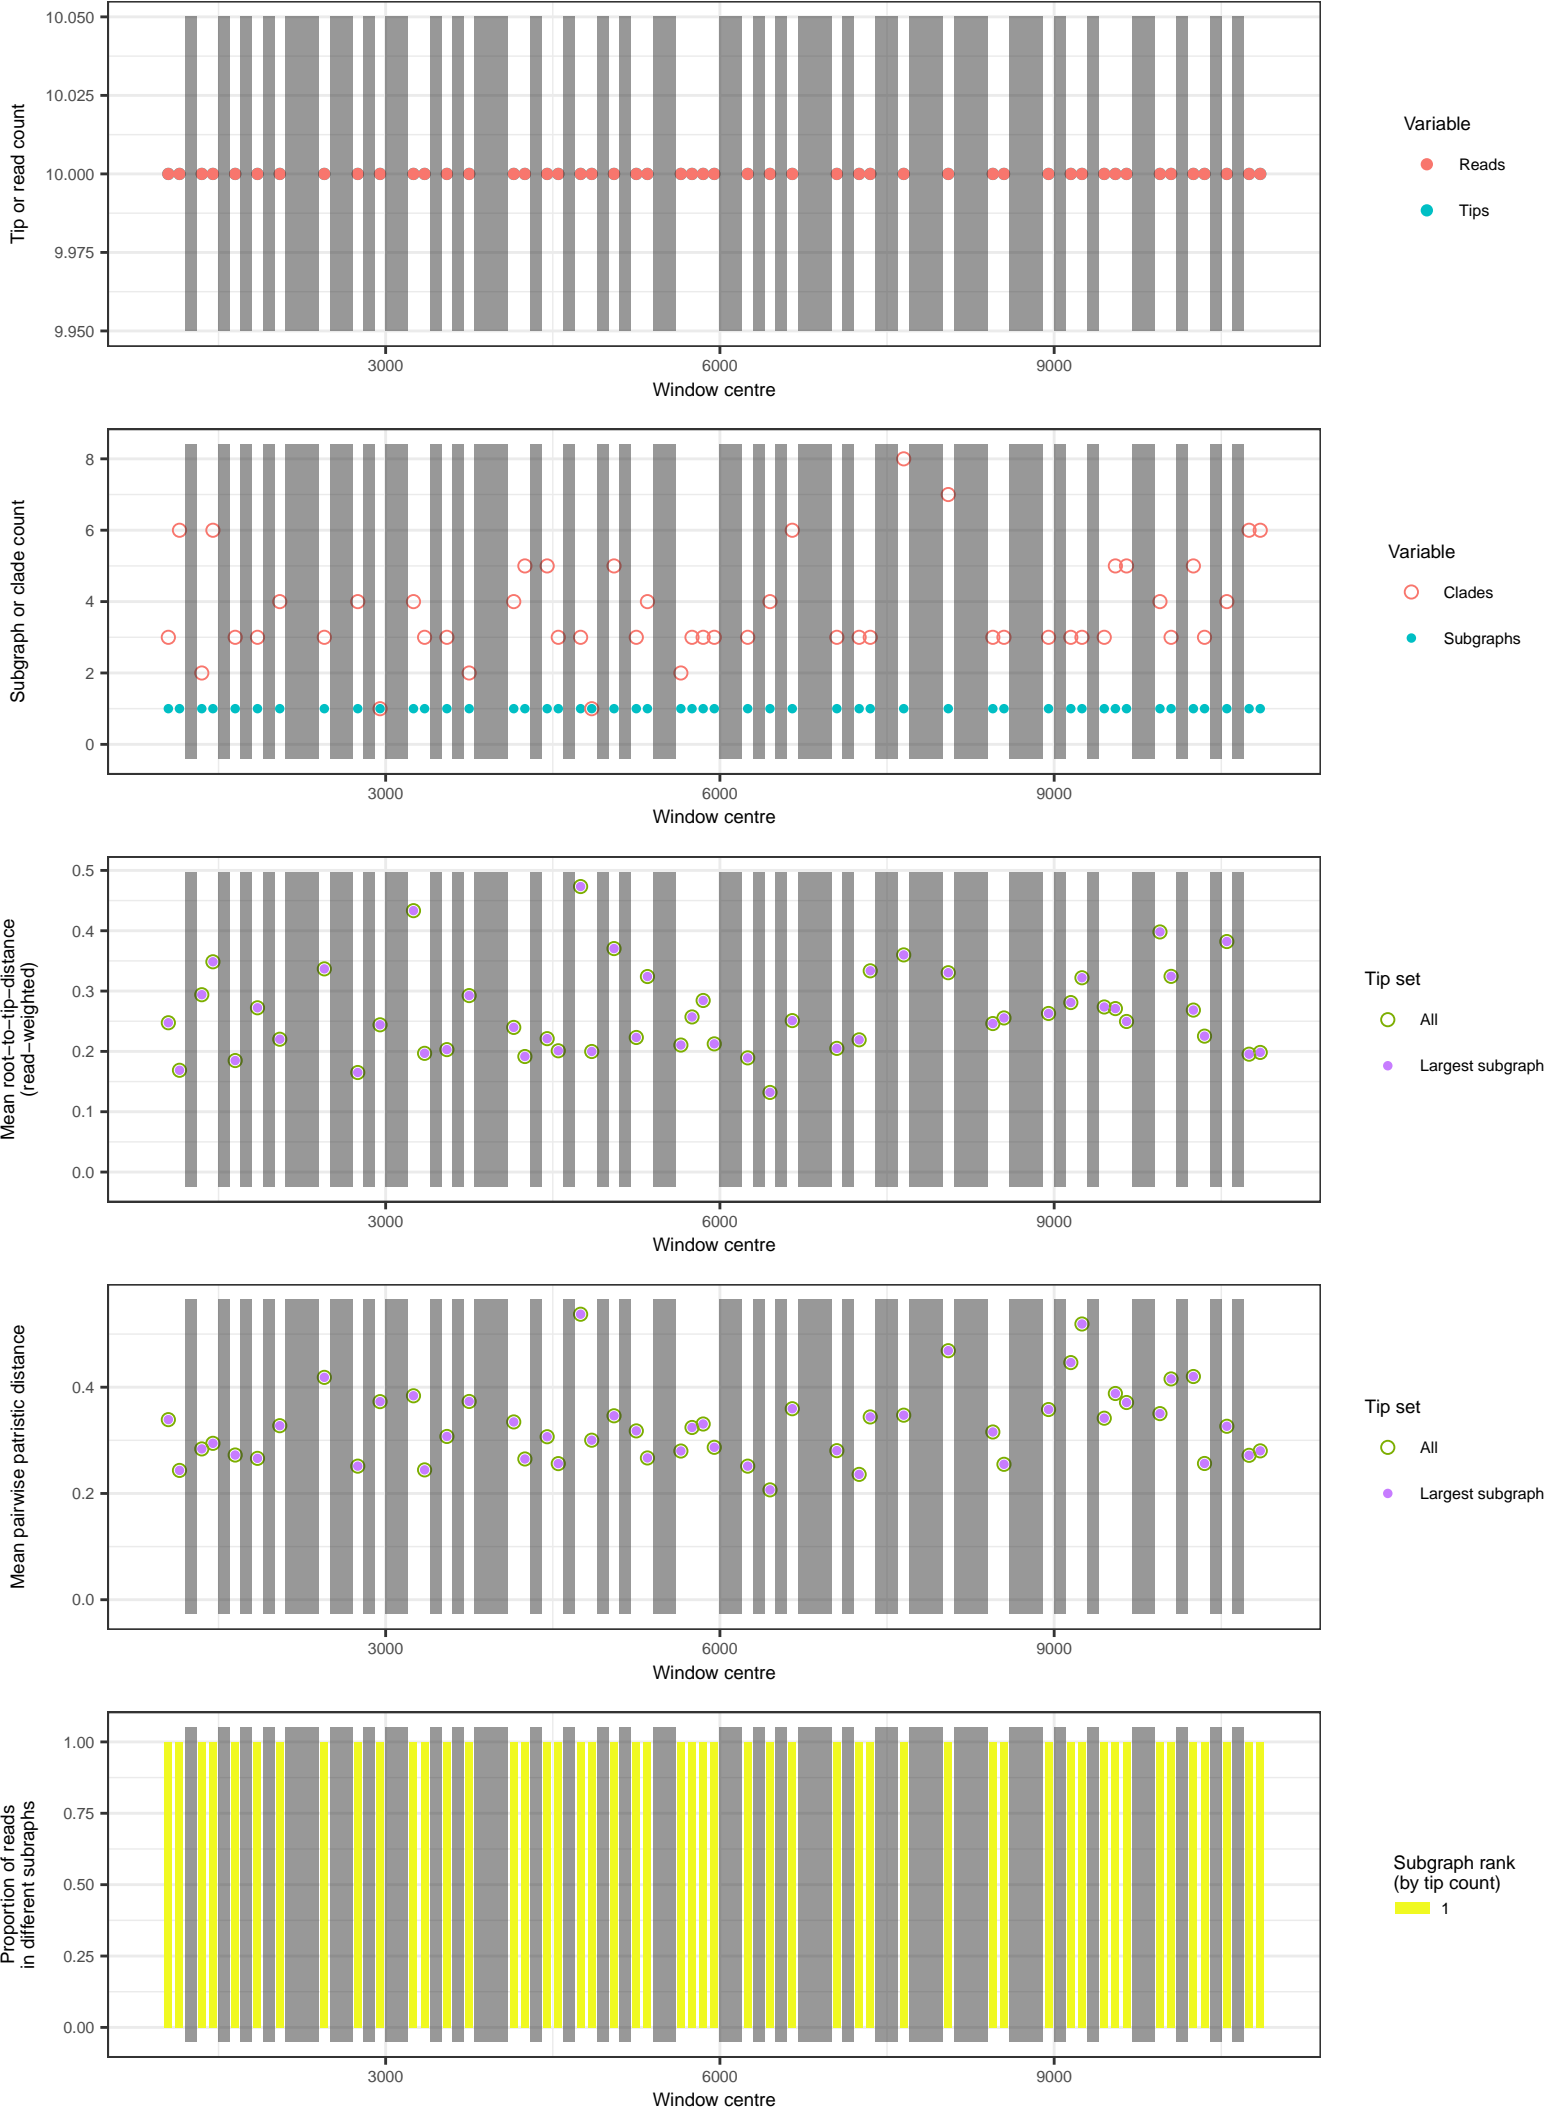 10.050
10.025
10.000
9.975
9.950
Tip or read count
3000
6000
9000
Window centre
Variable
Reads
Tips
8
6
4
2
0
Subgraph or clade count
3000
6000
9000
Window centre
Variable
Clades
Subgraphs
0.5
0.4
0.3
0.2
0.1
0.0
Mean root−to−tip−distance
(read−weighted)
3000
6000
9000
Window centre
Tip set
All
Largest subgraph
0.4
0.2
0.0
Mean pairwise patristic distance
3000
6000
9000
Window centre
Tip set
All
Largest subgraph
1.00
0.75
0.50
0.25
0.00
Proportion of reads
in different subraphs
3000
6000
9000
Window centre
Subgraph rank
(by tip count)
1